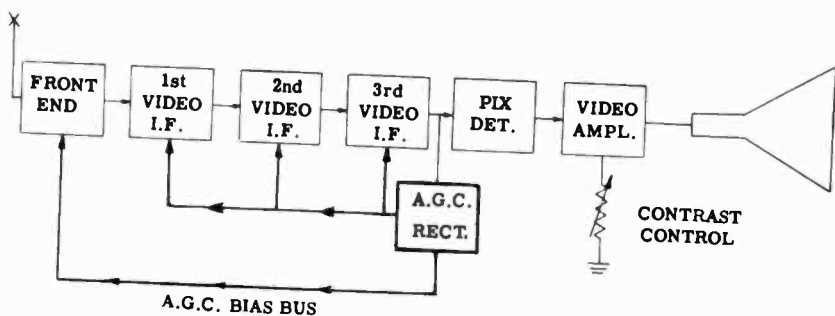 FRONT
END
1st
VIDEO
I.F.
2nd
VIDEO
I.F.
3rd
VIDEO
I.F.
PIX
DET.
VIDEO
AMPL.
A.G.C.
RECT.
CONTRAST
CONTROL
A.G.C. BIAS BUS